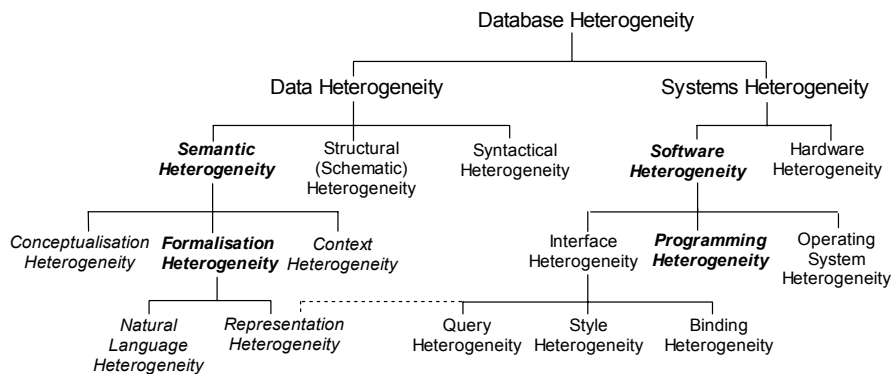 Database Heterogeneity
Data Heterogeneity
Systems Heterogeneity
Semantic
Heterogeneity
Structural
(Schematic)
Heterogeneity
Syntactical
Heterogeneity
Software
Heterogeneity
Hardware
Heterogeneity
Conceptualisation
Heterogeneity
Formalisation
Heterogeneity
Context
Heterogeneity
Interface
Heterogeneity
Programming
Heterogeneity
Operating
System
Heterogeneity
Natural
Language
Heterogeneity
Representation
Heterogeneity
Query
Heterogeneity
Style
Heterogeneity
Binding
Heterogeneity